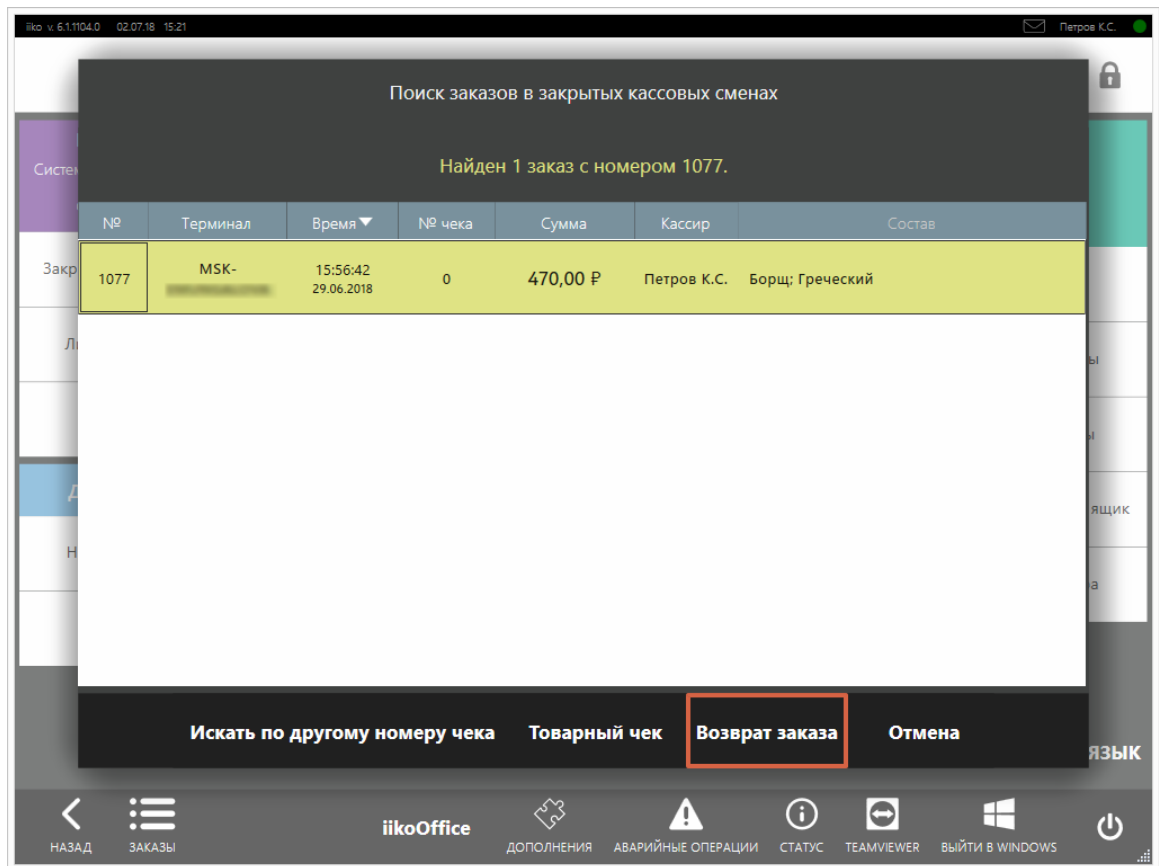 iiko v. 6.1.1104.0 02.07.18 15:21 Петров К.С.
Поиск заказов в закрытых кассовых сменах
Найден 1 заказ с номером 1077.
№ Терминал Время № чека Сумма Кассир Состав
1077 MSK- 15:56:42 29.06.2018 0 470,00 ₽ Петров К.С. Борщ; Греческий
ящик
Искать по другому номеру чека Товарный чек Возврат заказа Отмена
язык
НАЗАД ЗАКАЗЫ iikoOffice ДОПОЛНЕНИЯ АВАРИЙНЫЕ ОПЕРАЦИИ СТАТУС TEAMVIEWER ВЫЙТИ В WINDOWS